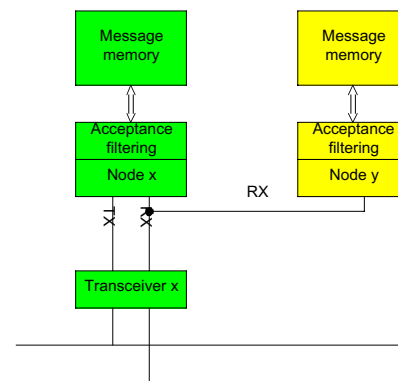 Message
memory
Message
memory
Acceptance
filtering
Node x
Acceptance
filtering
Node y
RX
TX
RX
Transceiver x